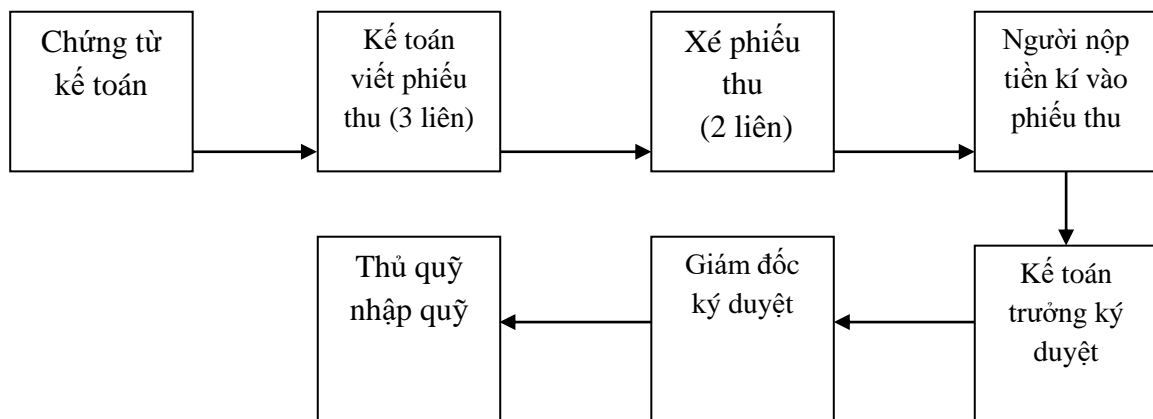 Chứng từ
kế toán
Kế toán
viết phiếu
thu (3 liên)
Xé phiếu
thu
(2 liên)
Người nộp
tiền kí vào
phiếu thu
Kế toán
trưởng ký
duyệt
Giám đốc
ký duyệt
Thủ quỹ
nhập quỹ